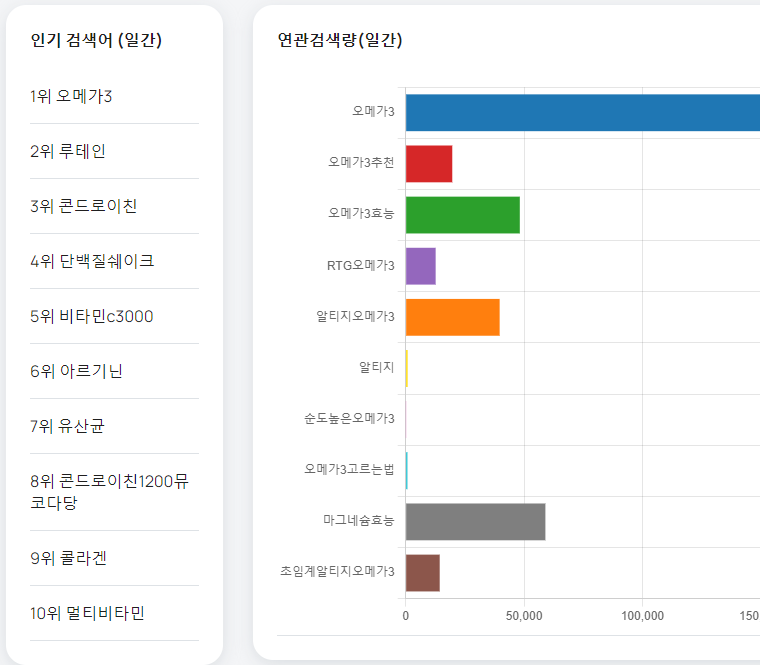 인기 검색어 (일간)
1위 오메가3
2위 루테인
3위 콘드로이친
4위 단백질쉐이크
5위 비타민c3000
6위 아르기닌
7위 유산균
8위 콘드로이친1200뮤
코다당
9위 콜라겐
10위 멀티비타민
연관검색량(일간)
오메가3
오메가3추천
오메가3효능
RTG오메가3
알티지오메가3
알티지
순도높은오메가3
오메가3고르는법
마그네슘효능
초임계알티지오메가3
0 50,000 100,000 150